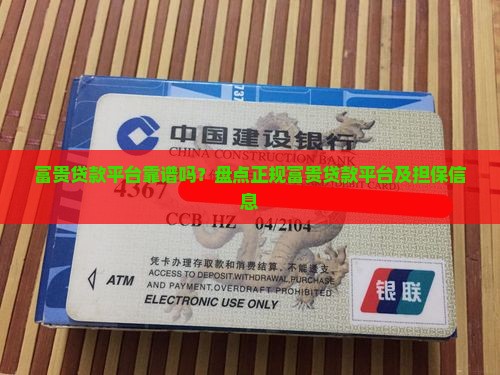 中国建设银行
CHINA CONSTRUCTION BANK
富贵贷款平台靠谱吗？盘点正规富贵贷款平台及担保信
息
4367
CCB HZ 04/2104
凭卡办理存取款和消费结算，不能透支。
ACCESS TO DEPOSIT.WITHDRAWAL.PURCHASE
AND PAYMENT.OVERDRAFT PROHIBITED.
ATM
ELECTRONIC USE ONLY
银联